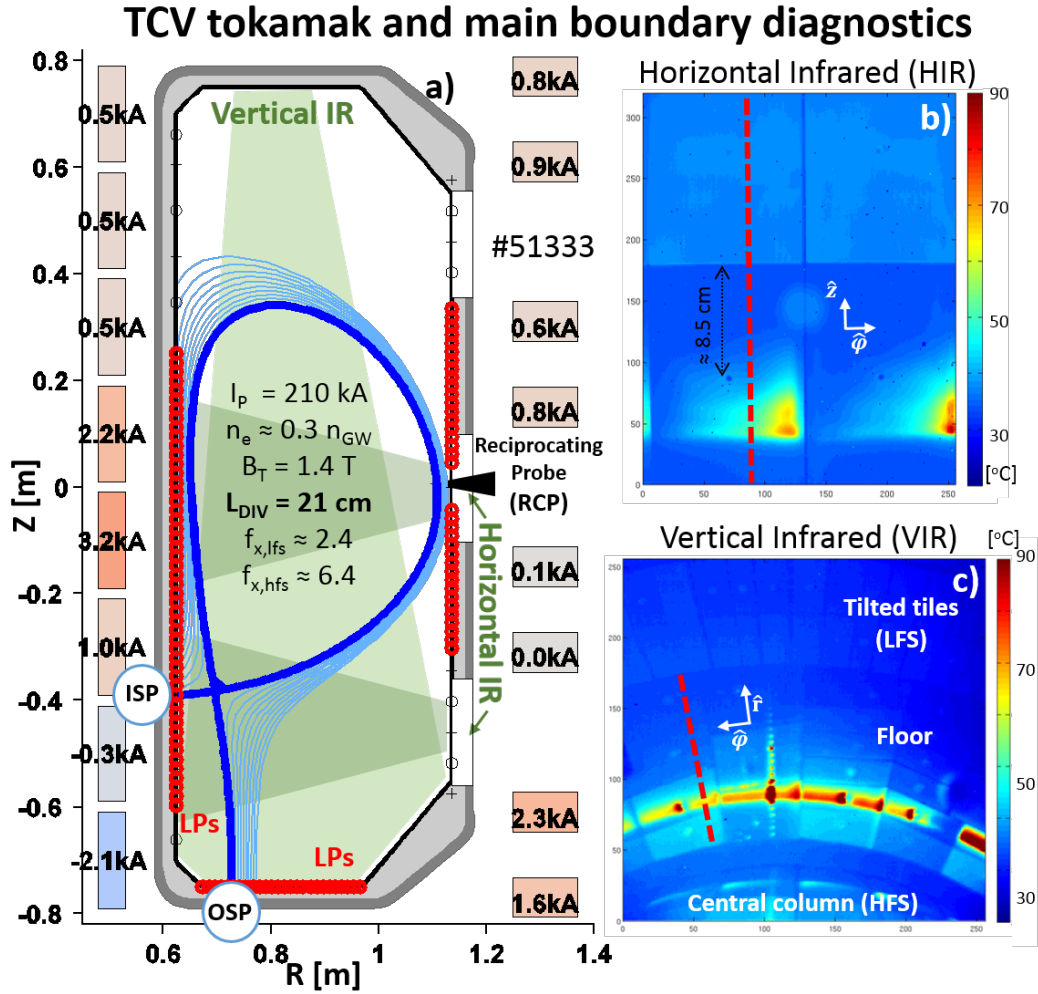 TCV tokamak and main boundary diagnostics
a)
Vertical IR
0.8
0.6
0.4
0.2
0
-0.2
-0.4
-0.6
-0.8
Z [m]
0.5kA
0.5kA
0.5kA
2.2kA
3.2kA
1.0kA
-0.3kA
-2.1kA
I_P = 210 kA
n_e ≈ 0.3 n_GW
B_T = 1.4 T
L_DIV = 21 cm
f_x,lfs ≈ 2.4
f_x,hfs ≈ 6.4
ISP
LPs
LPs
OSP
0.6
0.8
1
1.2
1.4
R [m]
0.8kA
0.9kA
#51333
0.6kA
0.8kA
Reciprocating
Probe
(RCP)
Horizontal IR
0.1kA
0.0kA
2.3kA
1.6kA
Horizontal Infrared (HIR)
b)
300
250
200
150
100
50
0
0
50
100
150
200
250
≈ 8.5 cm
ẑ
φ̂
90
70
50
30
[°C]
Vertical Infrared (VIR)
[°C]
c)
250
200
150
100
50
0
0
50
100
150
200
250
Tilted tiles
(LFS)
r̂
φ̂
Floor
Central column (HFS)
90
70
50
30